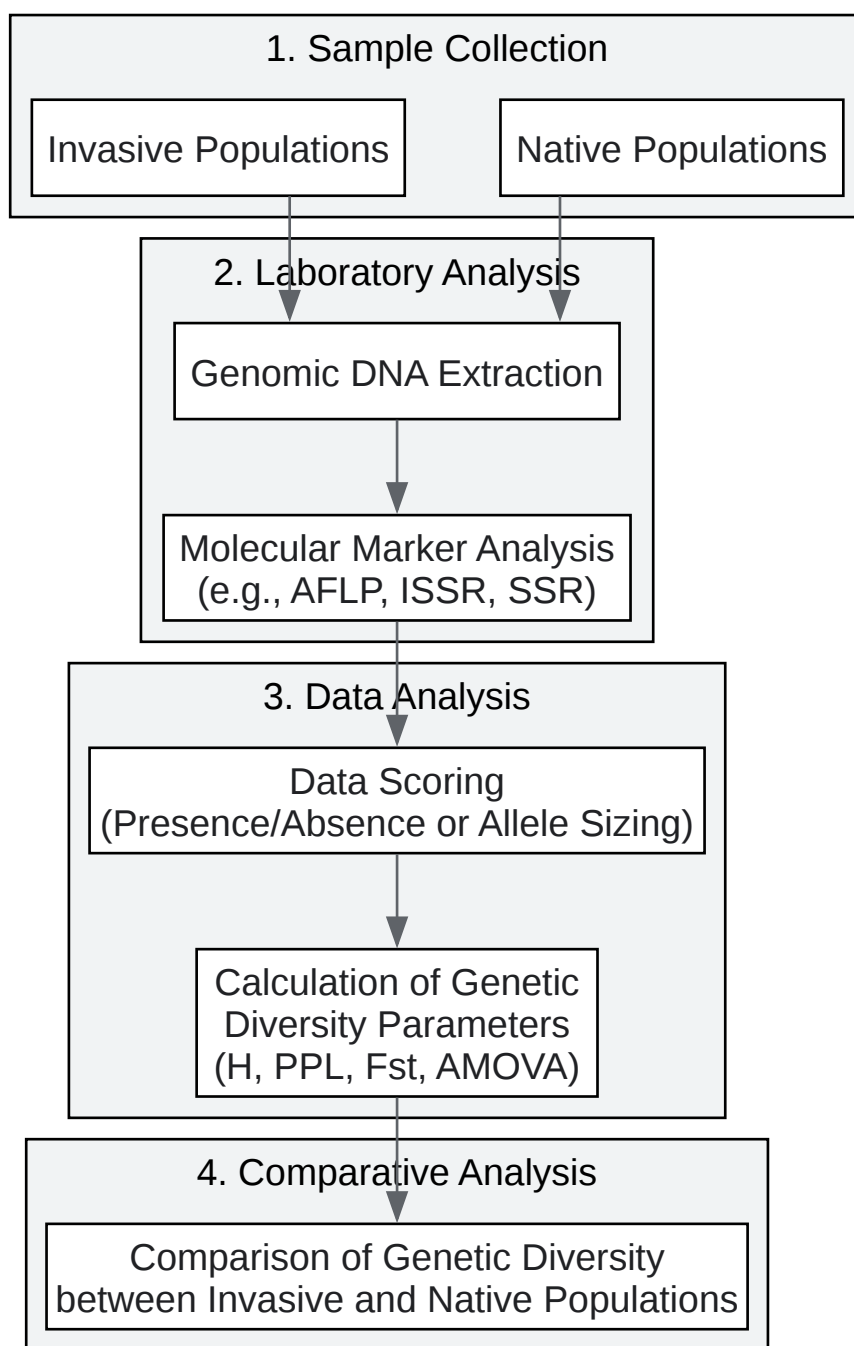 1. Sample Collection
Invasive Populations
Native Populations
2. Laboratory Analysis
Genomic DNA Extraction
Molecular Marker Analysis
(e.g., AFLP, ISSR, SSR)
3. Data Analysis
Data Scoring
(Presence/Absence or Allele Sizing)
Calculation of Genetic
Diversity Parameters
(H, PPL, Fst, AMOVA)
4. Comparative Analysis
Comparison of Genetic Diversity
between Invasive and Native Populations